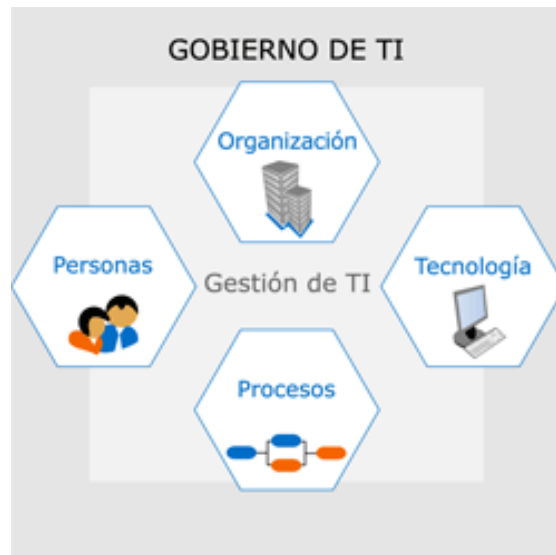 GOBIERNO DE TI
Organización
Personas
Tecnología
Gestión de TI
Procesos